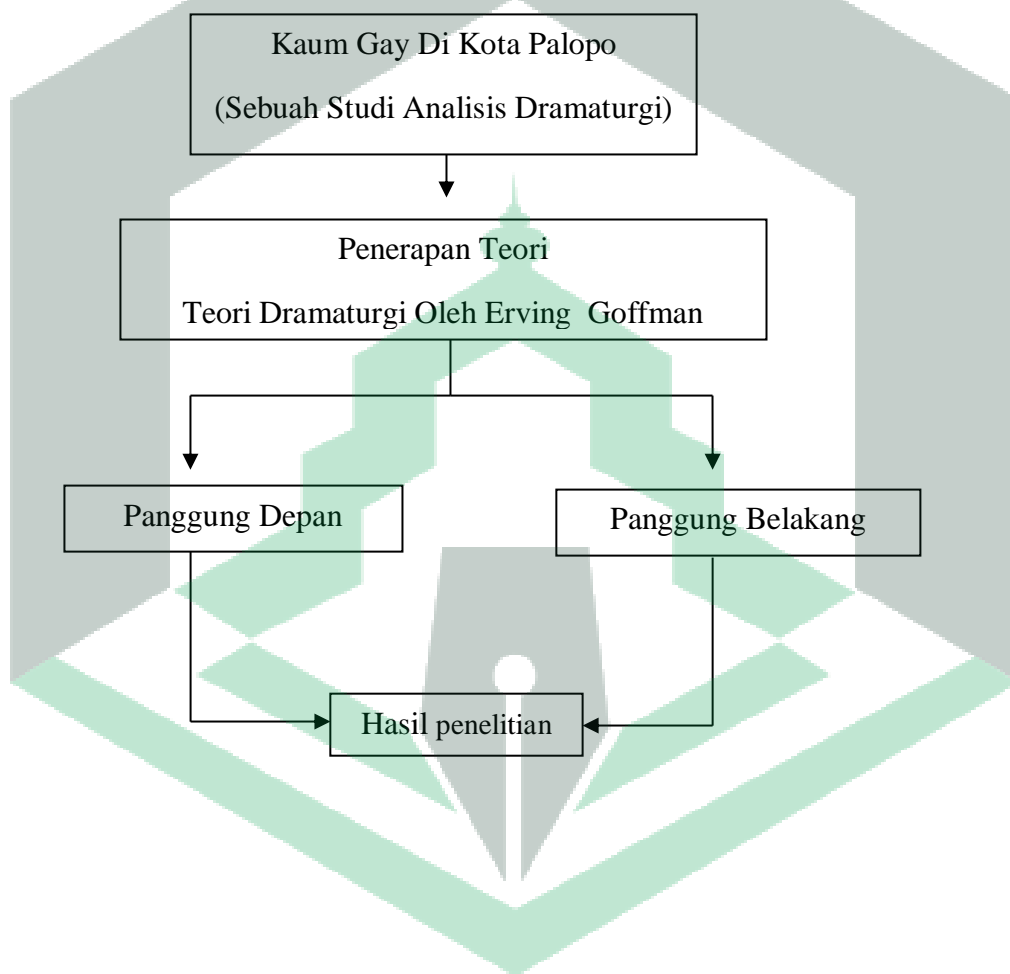 Kaum Gay Di Kota Palopo
(Sebuah Studi Analisis Dramaturgi)
Penerapan Teori
Teori Dramaturgi Oleh Erving Goffman
Panggung Depan
Panggung Belakang
Hasil penelitian